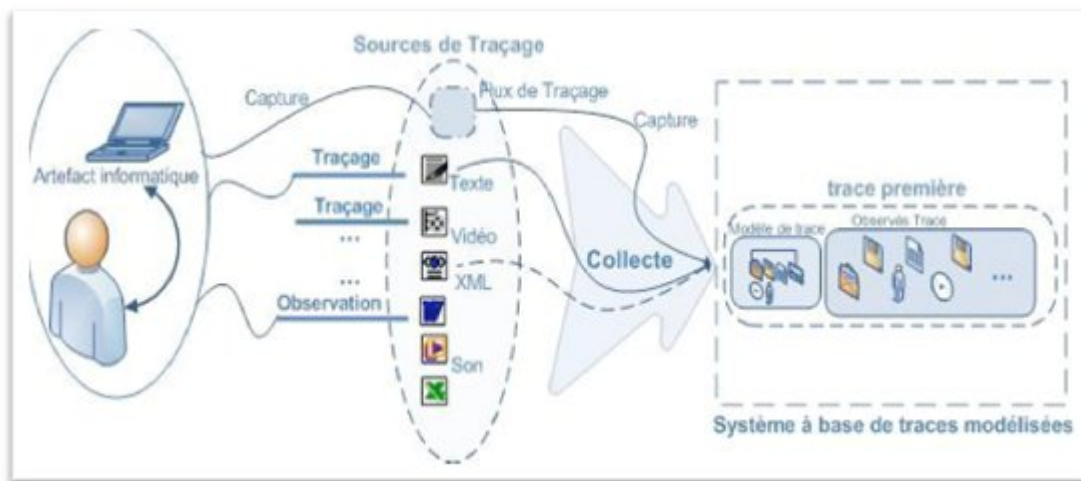 Sources de Traçage
Capture
Flux de Traçage
Capture
Artefact informatique
Traçage
Texte
Traçage
...
Vidéo
...
XML
Observation
Son
Collecte
trace première
Modèle de trace
Observés Trace
...
Système à base de traces modélisées